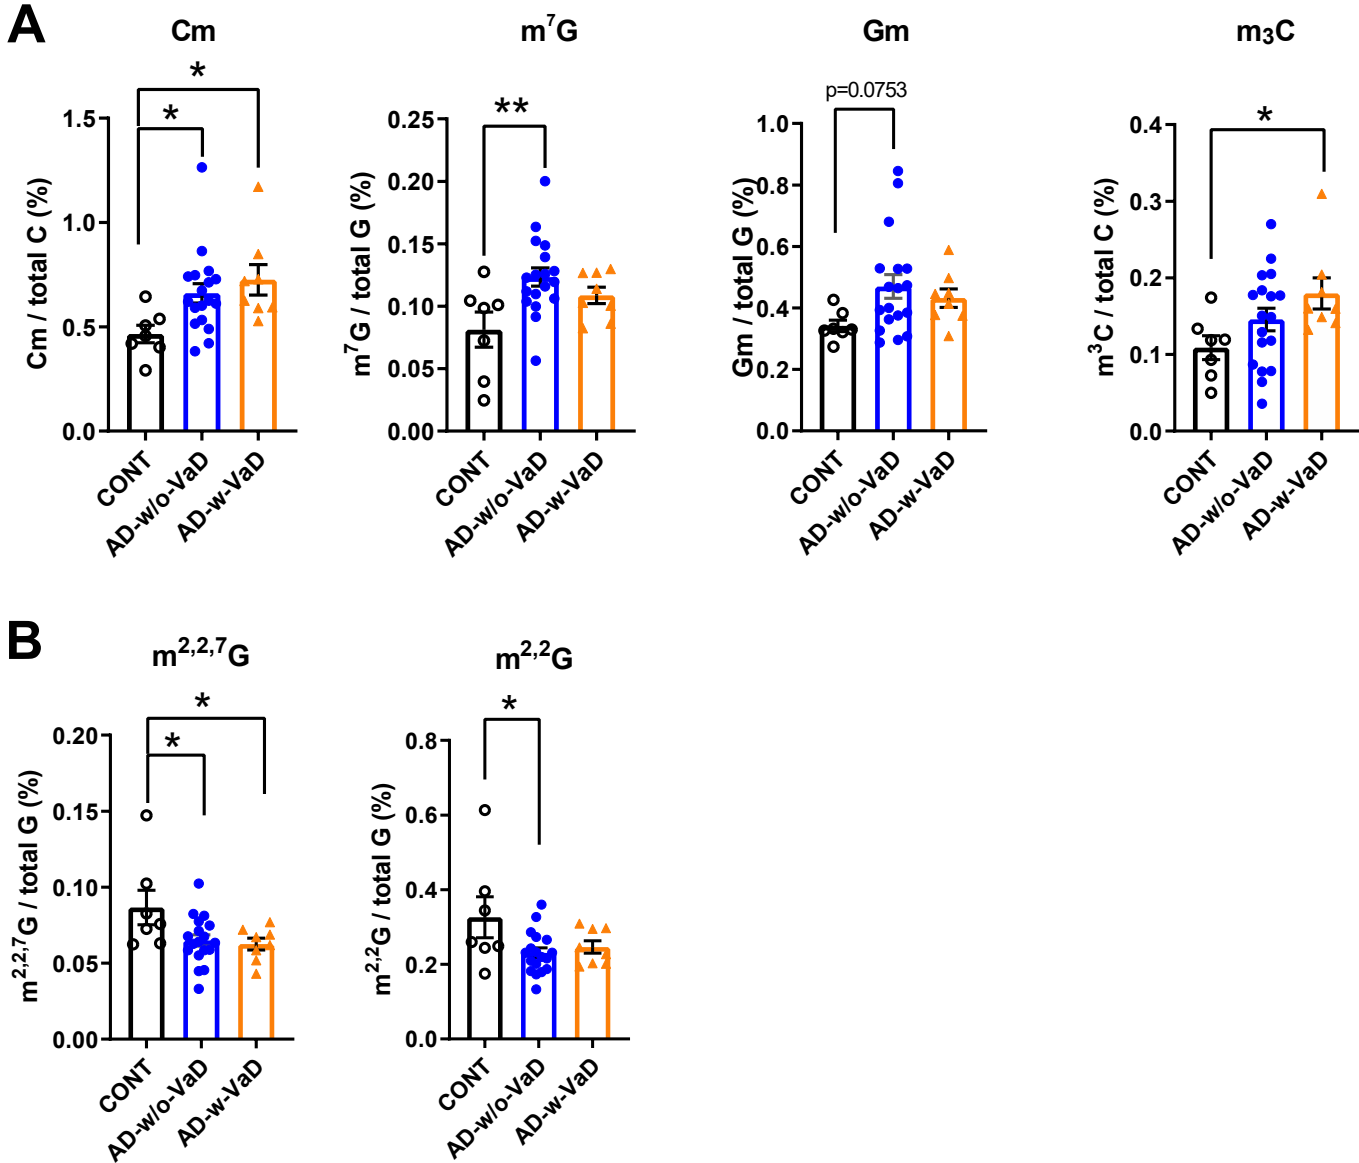 A
Cm
m⁷G
Gm
m₃C
*
*
1.5
1.0
0.5
0.0
Cm / total C (%)
CONT
AD-w/o-VaD
AD-w-VaD
**
0.25
0.20
0.15
0.10
0.05
0.00
m⁷G / total G (%)
CONT
AD-w/o-VaD
AD-w-VaD
p=0.0753
1.0
0.8
0.6
0.4
0.2
0.0
Gm / total G (%)
CONT
AD-w/o-VaD
AD-w-VaD
*
0.4
0.3
0.2
0.1
0.0
m³C / total C (%)
CONT
AD-w/o-VaD
AD-w-VaD
B
m²,²,⁷G
m²,²G
*
*
0.20
0.15
0.10
0.05
0.00
m²,²,⁷G / total G (%)
CONT
AD-w/o-VaD
AD-w-VaD
*
0.8
0.6
0.4
0.2
0.0
m²,²G / total G (%)
CONT
AD-w/o-VaD
AD-w-VaD